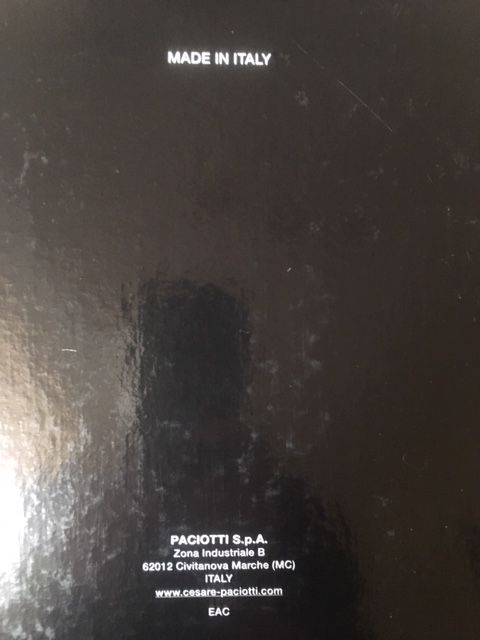 MADE IN ITALY
PACIOTTI S.p.A.
Zona Industriale B
62012 Civitanova Marche (MC)
ITALY
www.cesare-paciotti.com
EAC